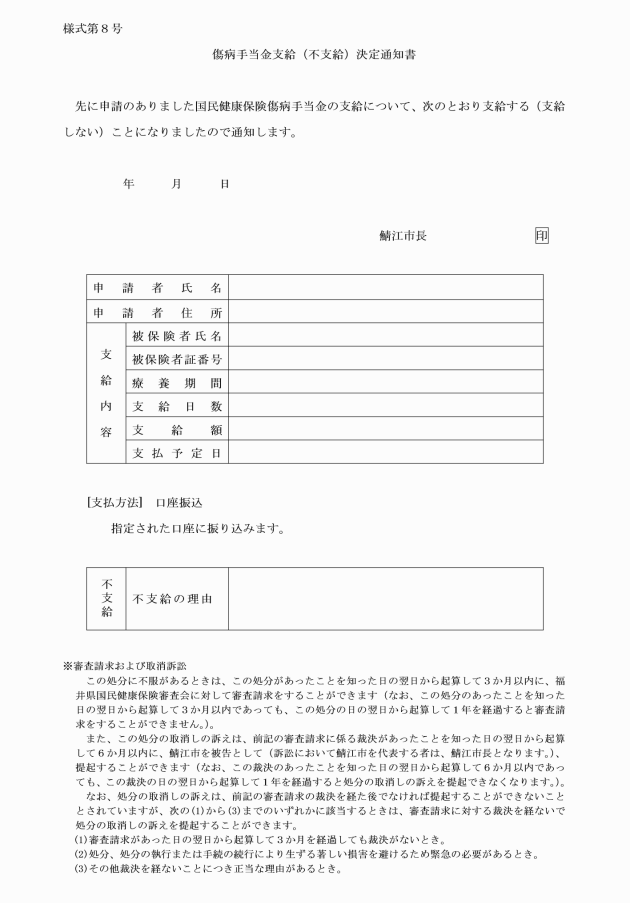 様式第８号
傷病手当金支給（不支給）決定通知書
先に申請のありました国民健康保険傷病手当金の支給について、次のとおり支給する（支給
しない）ことになりましたので通知します。
年　　　月　　　日
鯖江市長　　　　　　　　　印
申請者氏名
申請者住所
支給内容
被保険者氏名
被保険者証番号
療養期間
支給日数
支給額
支払予定日
[支払方法]　口座振込
指定された口座に振り込みます。
不支給
不支給の理由
※審査請求および取消訴訟
この処分に不服があるときは、この処分があったことを知った日の翌日から起算して３か月以内に、福
井県国民健康保険審査会に対して審査請求をすることができます（なお、この処分のあったことを知った
日の翌日から起算して３か月以内であっても、この処分の日の翌日から起算して１年を経過すると審査請
求をすることができません。）。
また、この処分の取消しの訴えは、前記の審査請求に係る裁決があったことを知った日の翌日から起算
して６か月以内に、鯖江市を被告として（訴訟において鯖江市を代表する者は、鯖江市長となります。）、
提起することができます（なお、この裁決のあったことを知った日の翌日から起算して６か月以内であっ
ても、この裁決の日の翌日から起算して１年を経過すると処分の取消しの訴えを提起できなくなります。）。
なお、処分の取消しの訴えは、前記の審査請求の裁決を経た後でなければ提起することができないこと
とされていますが、次の(1)から(3)までのいずれかに該当するときは、審査請求に対する裁決を経ないで
処分の取消しの訴えを提起することができます。
(1)審査請求があった日の翌日から起算して３か月を経過しても裁決がないとき。
(2)処分、処分の執行または手続の続行により生ずる著しい損害を避けるため緊急の必要があるとき。
(3)その他裁決を経ないことにつき正当な理由があるとき。